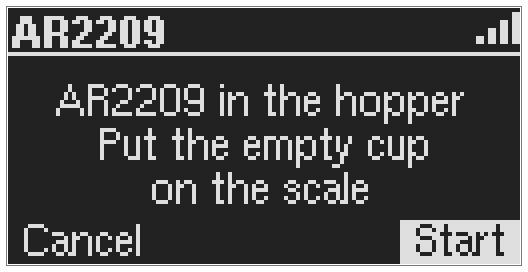 AR2209
AR2209 in the hopper
Put the empty cup
on the scale
Cancel
Start